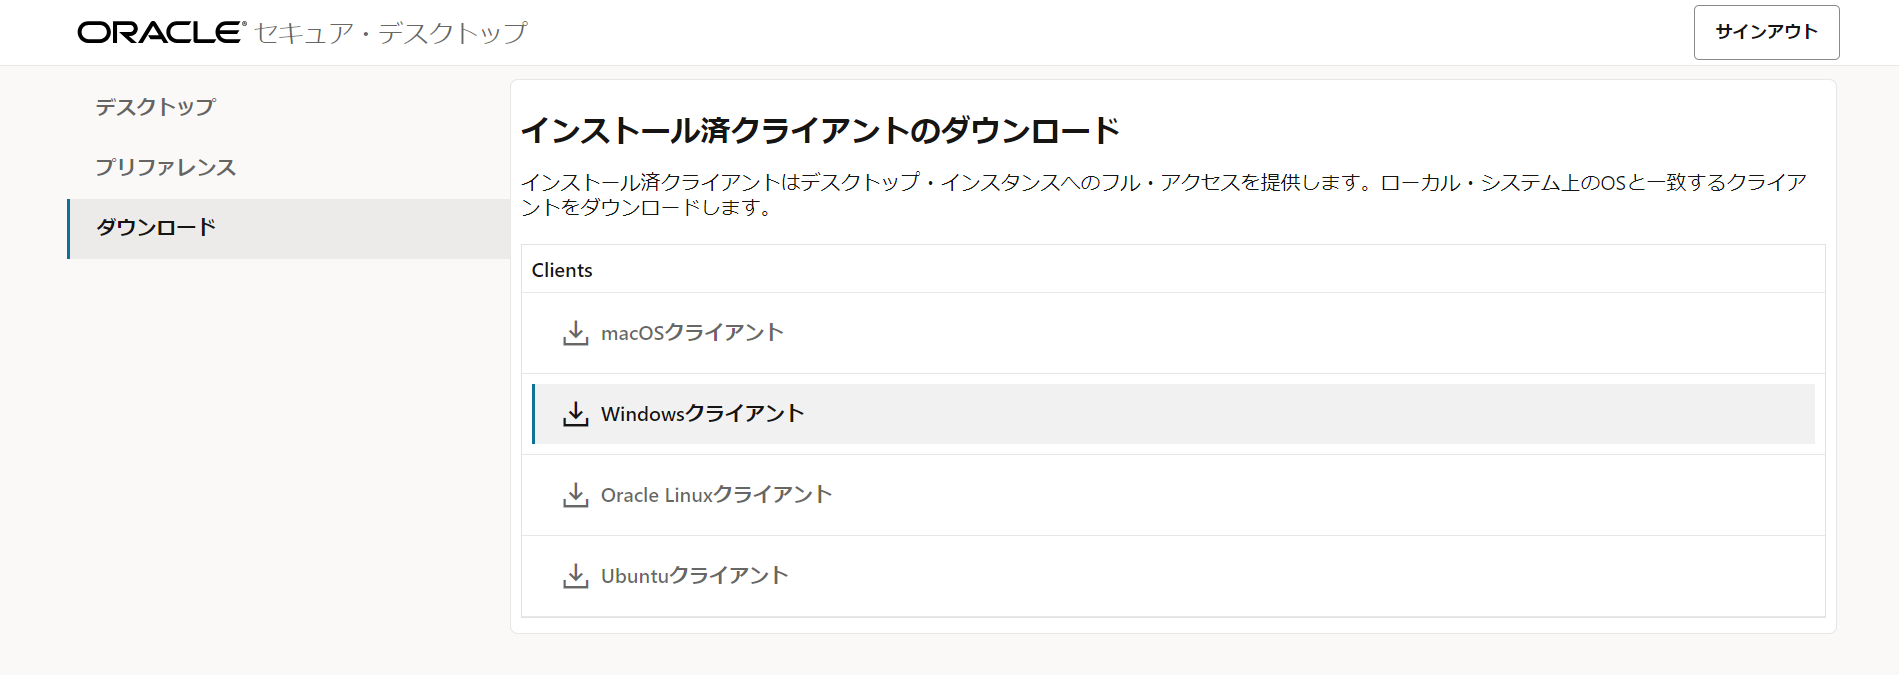 ORACLE® セキュア・デスクトップ
サインアウト
デスクトップ
プリファレンス
ダウンロード
インストール済クライアントのダウンロード
インストール済クライアントはデスクトップ・インスタンスへのフル・アクセスを提供します。ローカル・システム上のOSと一致するクライア
ントをダウンロードします。
Clients
macOSクライアント
Windowsクライアント
Oracle Linuxクライアント
Ubuntuクライアント